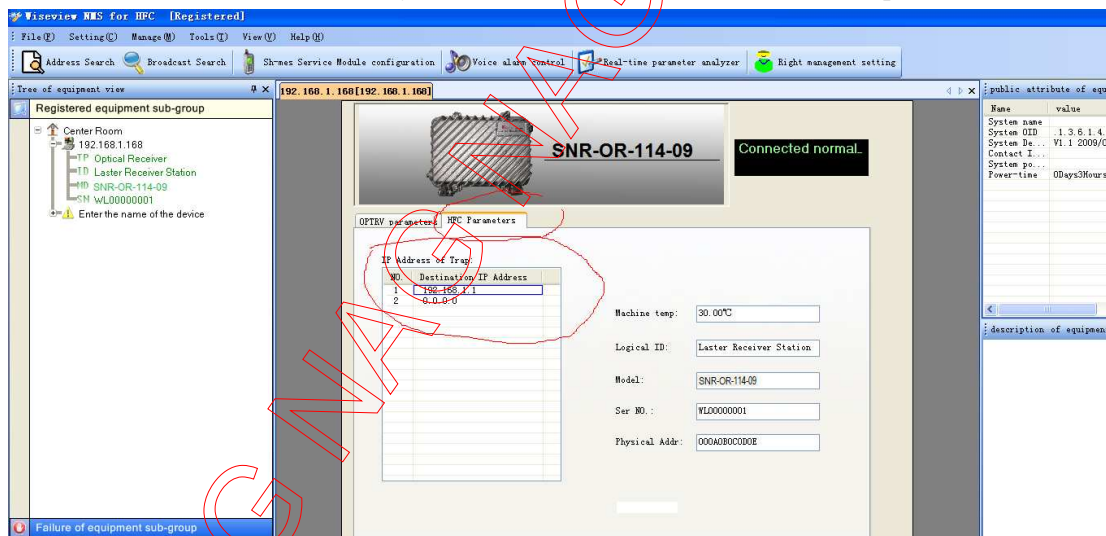 Wiseview NMS for HFC [Registered]
File(F) Setting(C) Manage(M) Tools(T) View(V) Help(H)
Address Search Broadcast Search Sh-mes Service Module configuration Voice alarm control Real-time parameter analyzer Right management setting
Tree of equipment view
192.168.1.168[192.168.1.168]
public attribute of equ
Registered equipment sub-group
Center Room
192.168.1.168
TP Optical Receiver
ID Laster Receiver Station
MD SNR-OR-114-09
SN WL00000001
Enter the name of the device
SNR-OR-114-09
Connected normal.
OPTRV parameters HFC Parameters
IP Address of Trap:
NO. Destination IP Address
1 192.168.1.1
2 0.0.0.0
Machine temp: 30.00℃
Logical ID: Laster Receiver Station
Model: SNR-OR-114-09
Ser NO.: WL00000001
Physical Addr: 000A0B0C0D0E
Name value
System name
System OID .1.3.6.1.4.
System De... V1.1 2009/0
Contact I...
System po...
Power-time 0Days3Hours
description of equipmen
Failure of equipment sub-group